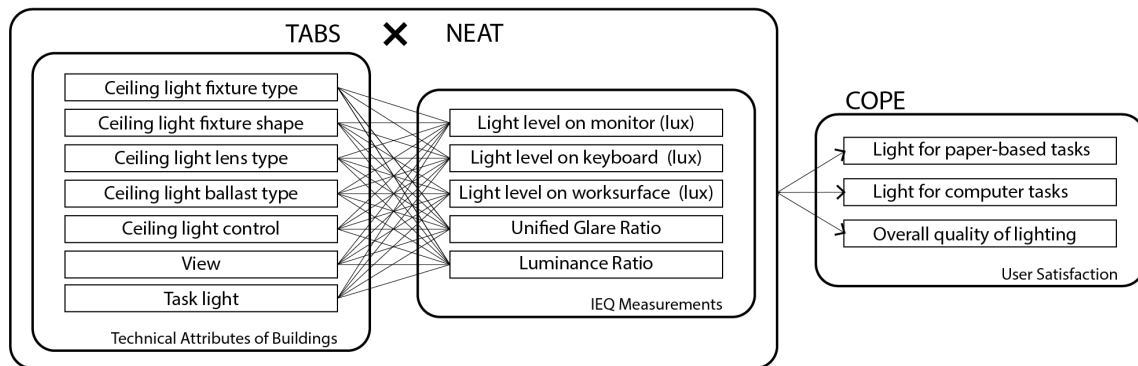 TABS × NEAT
Ceiling light fixture type
Ceiling light fixture shape
Ceiling light lens type
Ceiling light ballast type
Ceiling light control
View
Task light
Technical Attributes of Buildings
Light level on monitor (lux)
Light level on keyboard (lux)
Light level on worksurface (lux)
Unified Glare Ratio
Luminance Ratio
IEQ Measurements
COPE
Light for paper-based tasks
Light for computer tasks
Overall quality of lighting
User Satisfaction